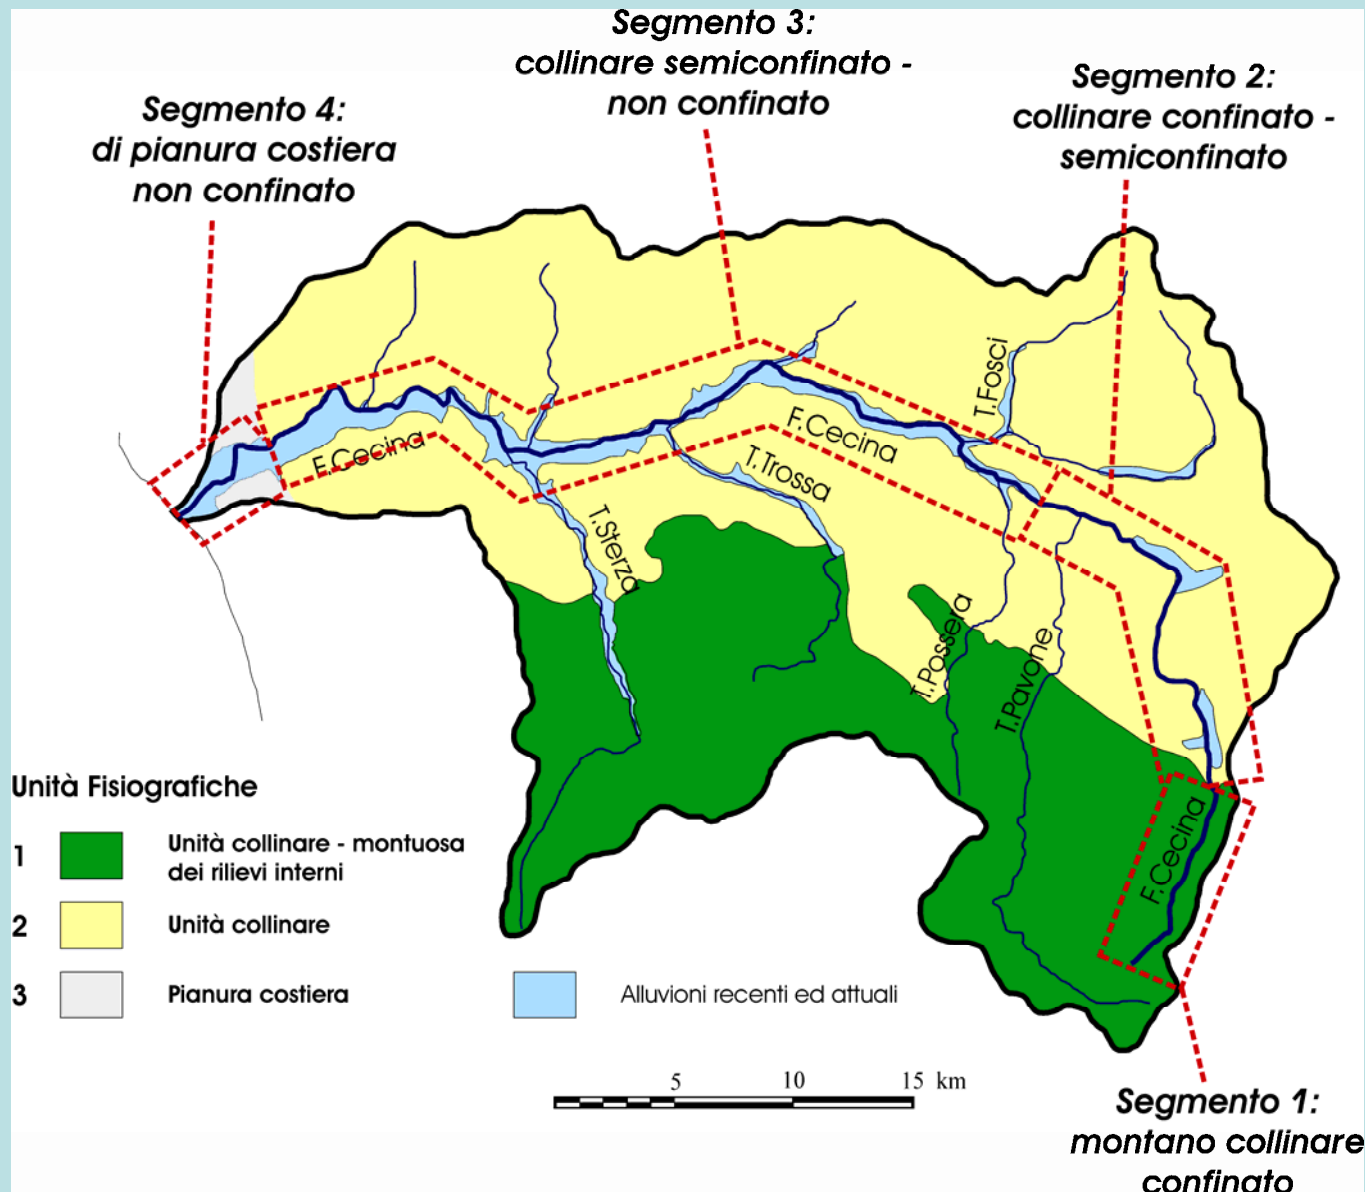 Segmento 3:
collinare semiconfinato -
non confinato
Segmento 2:
collinare confinato -
semiconfinato
Segmento 4:
di pianura costiera
non confinato
T.Fosci
F.Cecina
F.Cecina
T.Trossa
T.Sterza
T.Possera
T.Pavone
F.Cecina
Unità Fisiografiche
1 Unità collinare - montuosa
dei rilievi interni
2 Unità collinare
3 Pianura costiera
Alluvioni recenti ed attuali
5 10 15 km
Segmento 1:
montano collinare
confinato